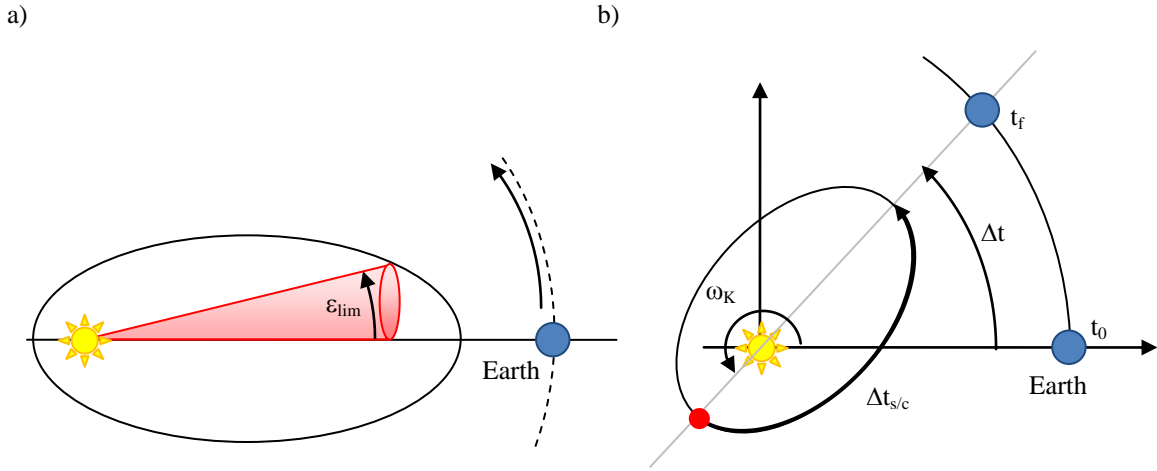 a)
ε_lim
Earth
b)
t_f
Δt
ω_K
t_0
Earth
Δt_s/c